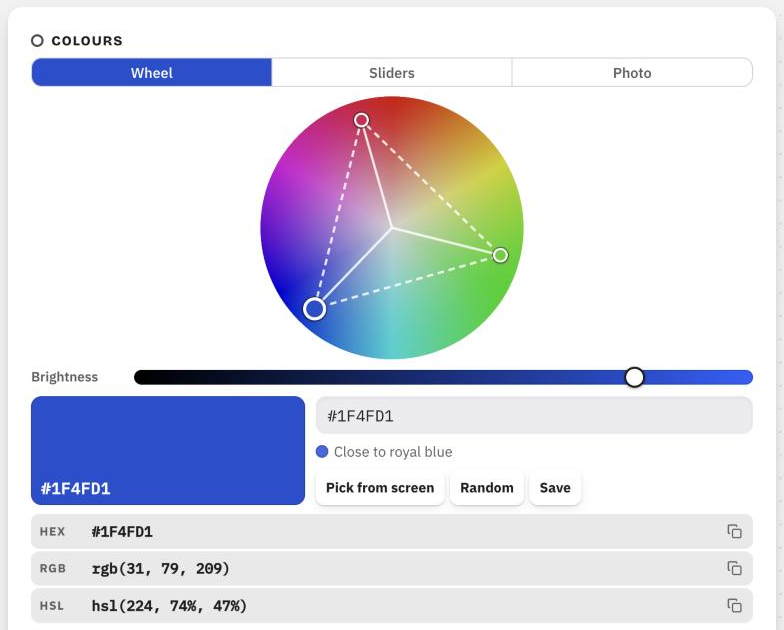 COLOURS
Wheel
Sliders
Photo
Brightness
#1F4FD1
#1F4FD1
Close to royal blue
Pick from screen
Random
Save
HEX #1F4FD1
RGB rgb(31, 79, 209)
HSL hsl(224, 74%, 47%)